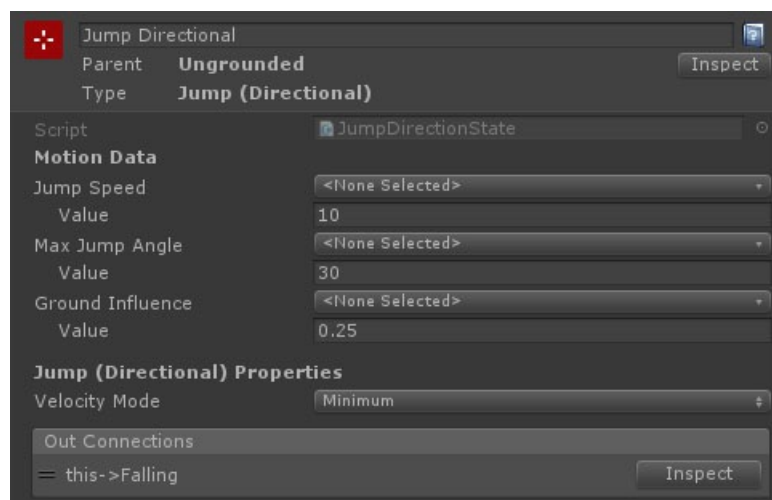 Jump Directional
Parent Ungrounded Inspect
Type Jump (Directional)
Script JumpDirectionState
Motion Data
Jump Speed <None Selected>
Value 10
Max Jump Angle <None Selected>
Value 30
Ground Influence <None Selected>
Value 0.25
Jump (Directional) Properties
Velocity Mode Minimum
Out Connections
= this->Falling Inspect